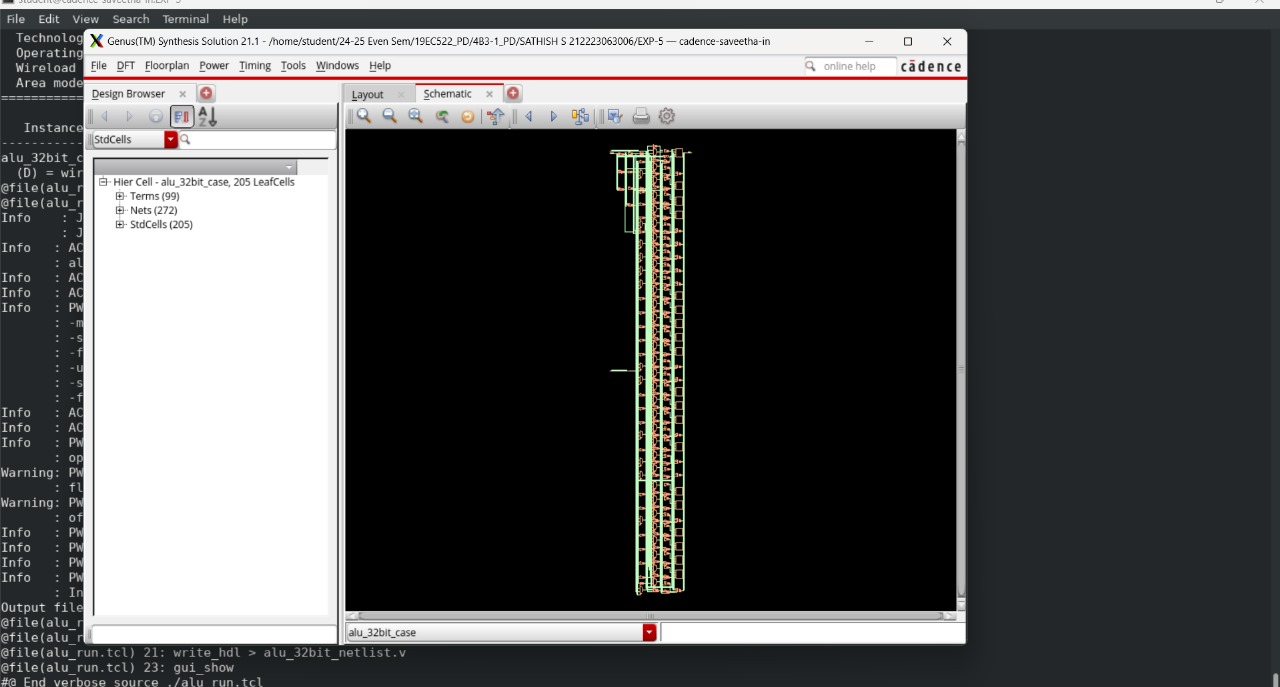 File Edit View Search Terminal Help
Technolog
Operating
Wireload
Area mode
============
Instance
------------
alu_32bit_c
(D) = wir
@file(alu_r
@file(alu_r
Info : J
: J
Info : AC
: al
Info : AC
Info : AC
Info : PW
: -m
: -s
: -f
: -u
: -s
: -f
Info : AC
Info : AC
Info : PW
: op
Warning: PW
: fl
Warning: PW
: of
Info : PW
Info : PW
Info : PW
Info : PW
: In
Output file
@file(alu_r
@file(alu_r
@file(alu_run.tcl) 21: write_hdl > alu_32bit_netlist.v
@file(alu_run.tcl) 23: gui_show
#@ End verbose source ./alu_run.tcl
Genus(TM) Synthesis Solution 21.1 - /home/student/24-25 Even Sem/19EC522_PD/4B3-1_PD/SATHISH S 212223063006/EXP-5 — cadence-saveetha-in
File DFT Floorplan Power Timing Tools Windows Help
online help
cādence
Design Browser
Layout Schematic
StdCells
Hier Cell - alu_32bit_case, 205 LeafCells
Terms (99)
Nets (272)
StdCells (205)
alu_32bit_case